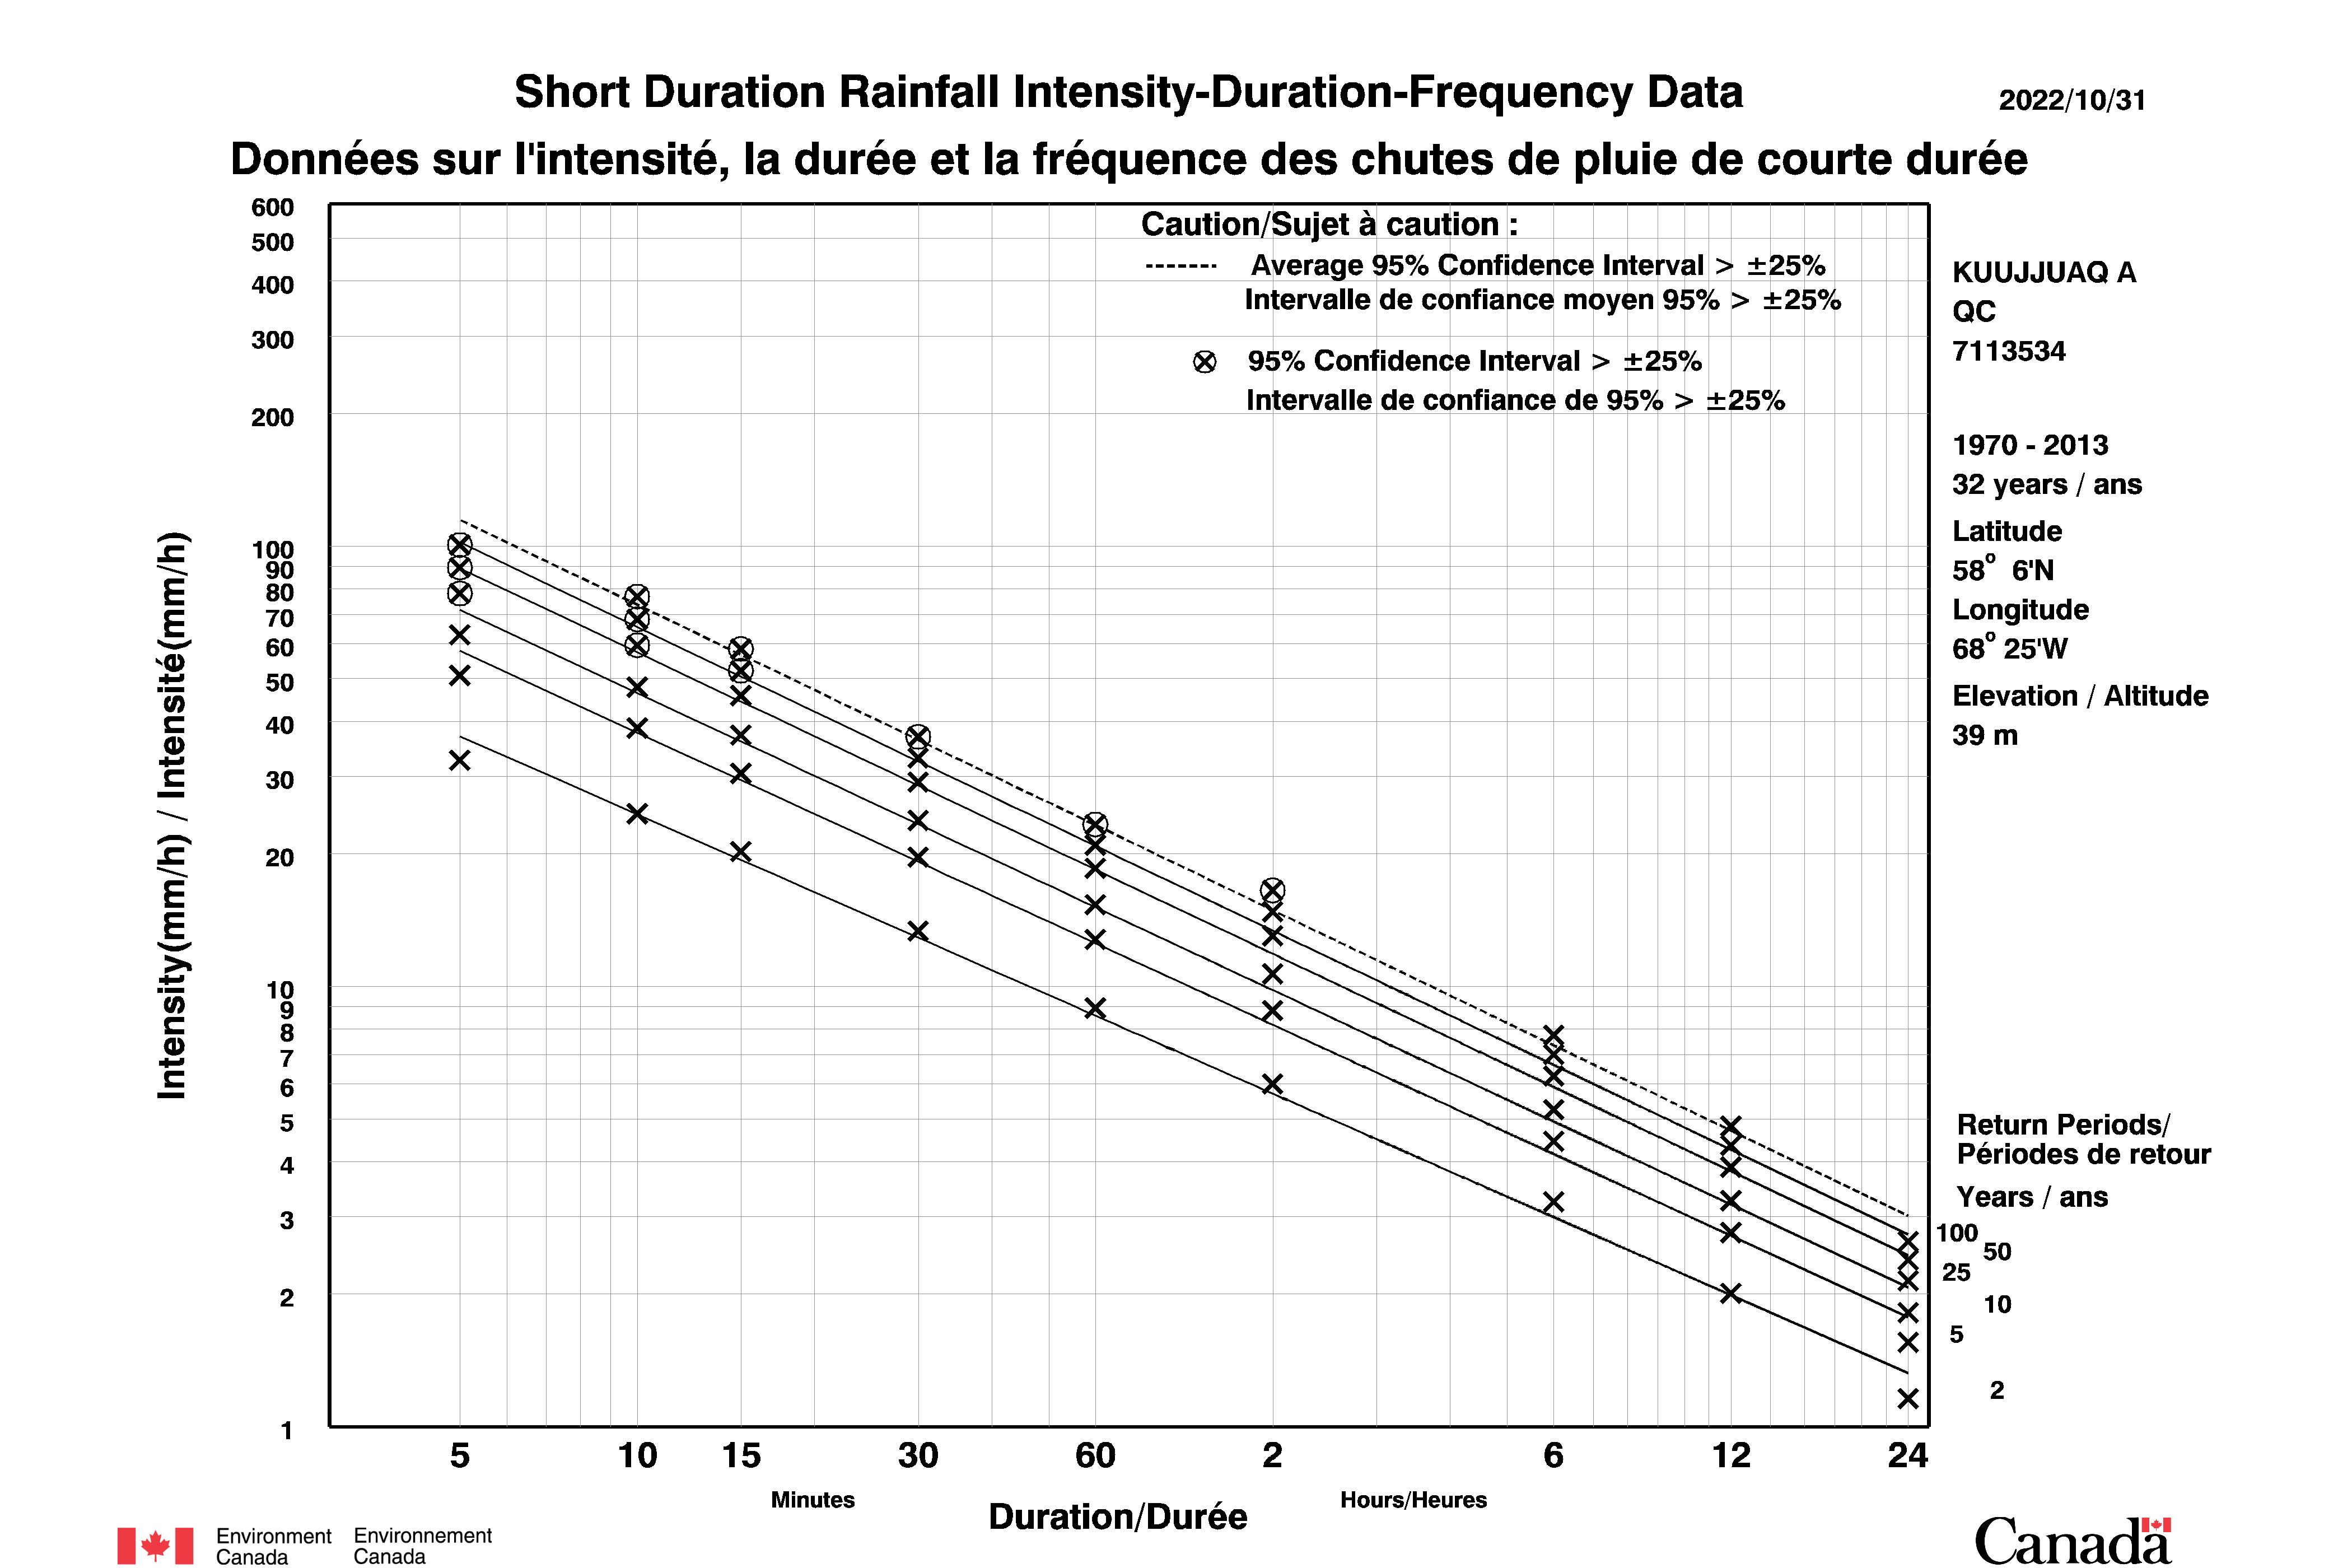 Short Duration Rainfall Intensity-Duration-Frequency Data
2022/10/31
Données sur l'intensité, la durée et la fréquence des chutes de pluie de courte durée
Caution/Sujet à caution :
Average 95% Confidence Interval > ±25%
Intervalle de confiance moyen 95% > ±25%
95% Confidence Interval > ±25%
Intervalle de confiance de 95% > ±25%
KUUJJUAQ A
QC
7113534
1970 - 2013
32 years / ans
Latitude
58° 6'N
Longitude
68° 25'W
Elevation / Altitude
39 m
Return Periods/
Périodes de retour
Years / ans
100
50
25
10
5
2
Intensity(mm/h) / Intensité(mm/h)
600
500
400
300
200
100
90
80
70
60
50
40
30
20
10
9
8
7
6
5
4
3
2
1
5 10 15 30 60 2 6 12 24
Minutes
Hours/Heures
Duration/Durée
Environment Environnement
Canada Canada
Canada